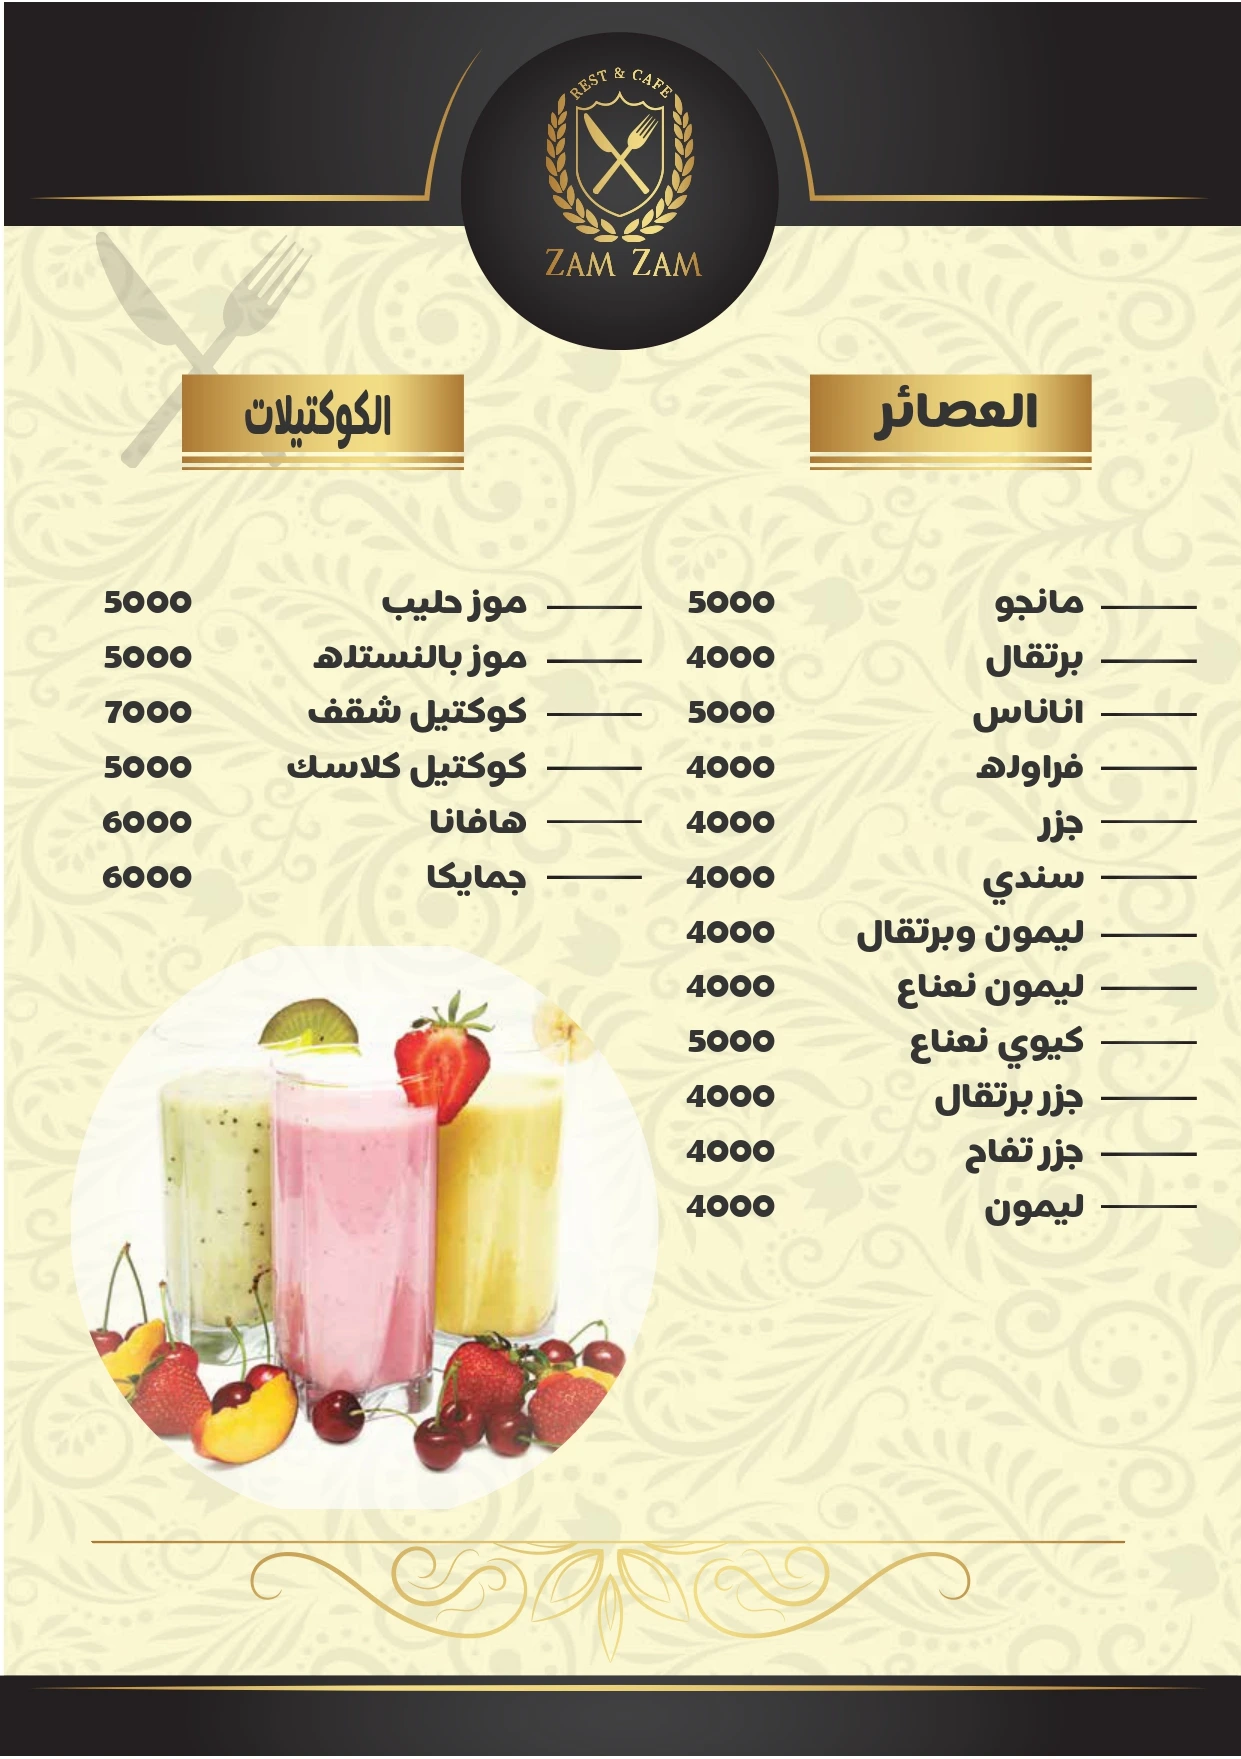 REST & CAFE
ZAM ZAM
العصائر
مانجو 5000
برتقال 4000
اناناس 5000
فراوله 4000
جزر 4000
سندي 4000
ليمون وبرتقال 4000
ليمون نعناع 4000
كيوي نعناع 5000
جزر برتقال 4000
جزر تفاح 4000
ليمون 4000
الكوكتيلات
موز حليب 5000
موز بالنستله 5000
كوكتيل شقف 7000
كوكتيل كلاسك 5000
هافانا 6000
جمايكا 6000